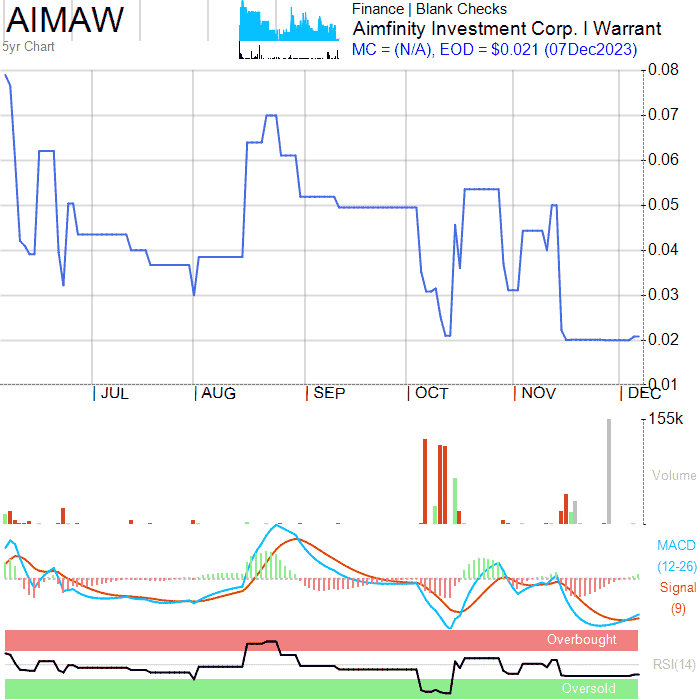 AIMAW
5yr Chart
Finance | Blank Checks
Aimfinity Investment Corp. I Warrant
MC = (N/A), EOD = $0.021 (07Dec2023)
0.08
0.07
0.06
0.05
0.04
0.03
0.02
0.01
JUL AUG SEP OCT NOV DEC
155k
Volume
MACD
(12-26)
Signal
(9)
Overbought
RSI(14)
Oversold